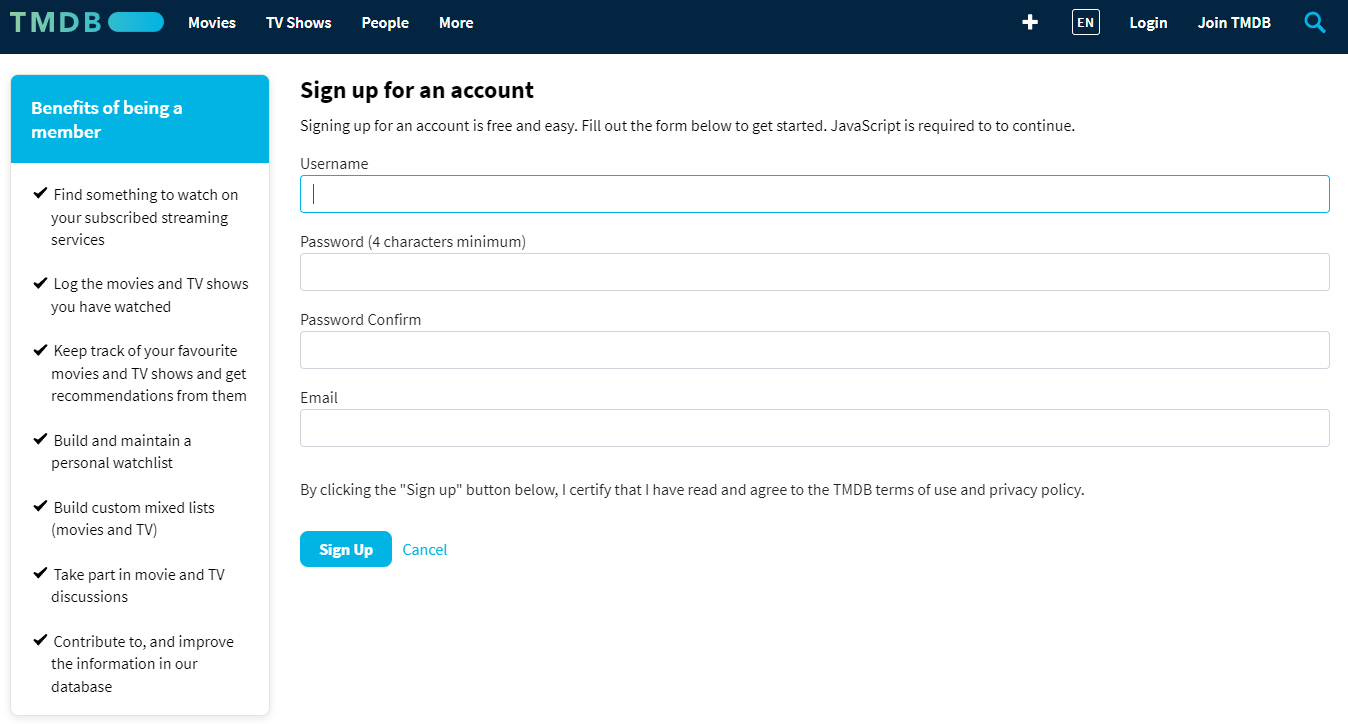 TMDB Movies TV Shows People More EN Login Join TMDB
Benefits of being a
member
Find something to watch on
your subscribed streaming
services
Log the movies and TV shows
you have watched
Keep track of your favourite
movies and TV shows and get
recommendations from them
Build and maintain a
personal watchlist
Build custom mixed lists
(movies and TV)
Take part in movie and TV
discussions
Contribute to, and improve
the information in our
database
Sign up for an account
Signing up for an account is free and easy. Fill out the form below to get started. JavaScript is required to to continue.
Username
Password (4 characters minimum)
Password Confirm
Email
By clicking the "Sign up" button below, I certify that I have read and agree to the TMDB terms of use and privacy policy.
Sign Up Cancel